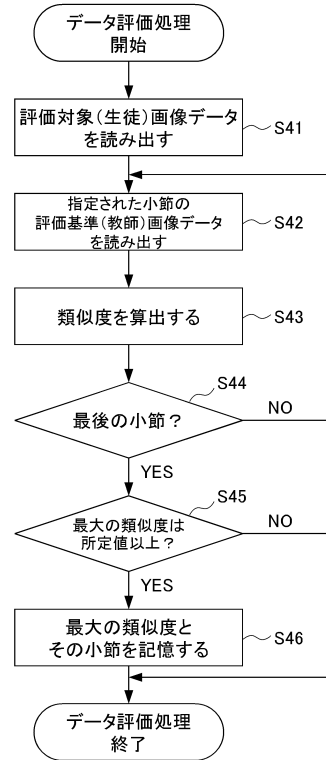 データ評価処理
開始
評価対象(生徒)画像データ
を読み出す
S41
指定された小節の
評価基準(教師)画像データ
を読み出す
S42
類似度を算出する
S43
S44
最後の小節?
NO
YES
S45
最大の類似度は
所定値以上?
NO
YES
最大の類似度と
その小節を記憶する
S46
データ評価処理
終了